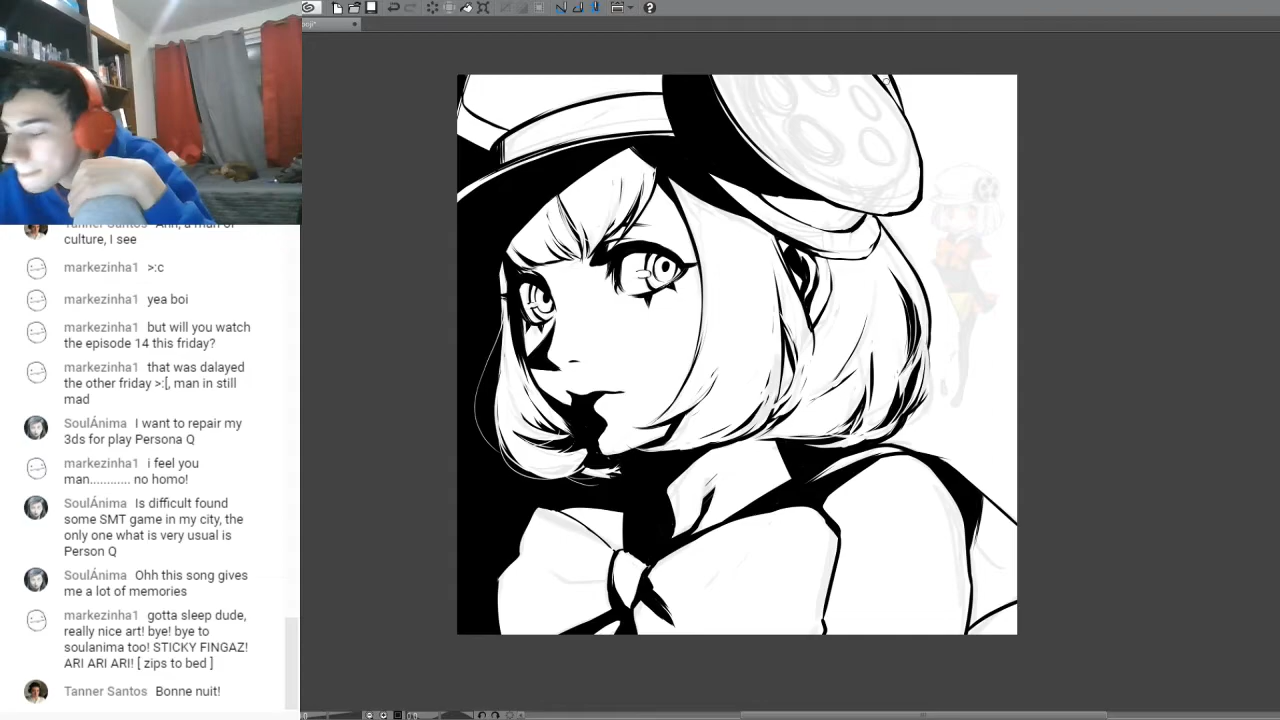 culture, I see
markezinha1 >:c
markezinha1 yea boi
markezinha1 but will you watch
the episode 14 this friday?
markezinha1 that was dalayed
the other friday >:[, man in still
mad
SoulÁnima I want to repair my
3ds for play Persona Q
markezinha1 i feel you
man............ no homo!
SoulÁnima Is difficult found
some SMT game in my city, the
only one what is very usual is
Person Q
SoulÁnima Ohh this song gives
me a lot of memories
markezinha1 gotta sleep dude,
really nice art! bye! bye to
soulanima too! STICKY FINGAZ!
ARI ARI ARI! [ zips to bed ]
Tanner Santos Bonne nuit!